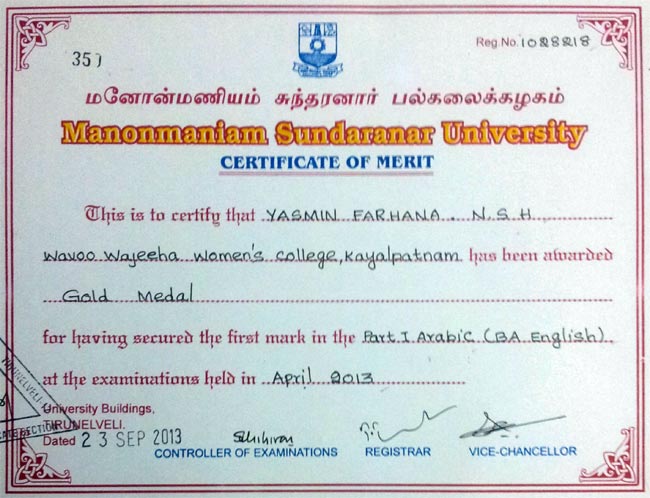 351
Reg.No. 1028218
மனோன்மணியம் சுந்தரனார் பல்கலைக்கழகம்
Manonmaniam Sundaranar University
CERTIFICATE OF MERIT
This is to certify that YASMIN FARHANA. N.S.H.
Wavoo Wajeeha Women's College, Kayalpatnam has been awarded
Gold Medal
for having secured the first mark in the Part.I.Arabic (BA English)
at the examinations held in April 2013
University Buildings,
TIRUNELVELI.
Dated 23 SEP 2013
CONTROLLER OF EXAMINATIONS
REGISTRAR
VICE-CHANCELLOR
TIRUNELVELI